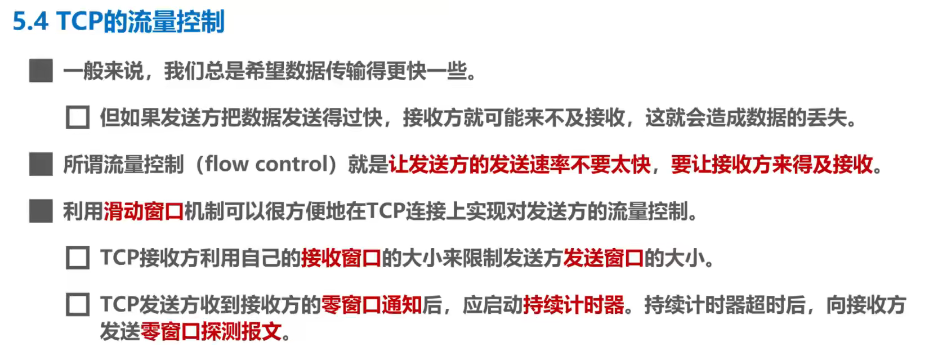 5.4 TCP的流量控制
一般来说，我们总是希望数据传输得更快一些。
但如果发送方把数据发送得过快，接收方就可能来不及接收，这就会造成数据的丢失。
所谓流量控制（flow control）就是让发送方的发送速率不要太快，要让接收方来得及接收。
利用滑动窗口机制可以很方便地在TCP连接上实现对发送方的流量控制。
TCP接收方利用自己的接收窗口的大小来限制发送方发送窗口的大小。
TCP发送方收到接收方的零窗口通知后，应启动持续计时器。持续计时器超时后，向接收方
发送零窗口探测报文。